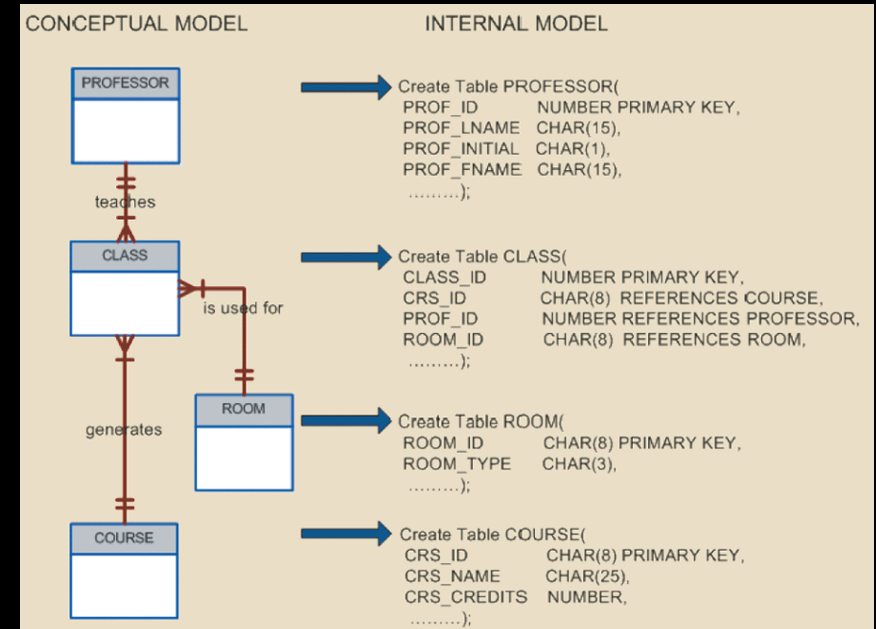 CONCEPTUAL MODEL
INTERNAL MODEL
PROFESSOR
teaches
CLASS
is used for
ROOM
generates
COURSE
Create Table PROFESSOR(
PROF_ID NUMBER PRIMARY KEY,
PROF_LNAME CHAR(15),
PROF_INITIAL CHAR(1),
PROF_FNAME CHAR(15),
.........);
Create Table CLASS(
CLASS_ID NUMBER PRIMARY KEY,
CRS_ID CHAR(8) REFERENCES COURSE,
PROF_ID NUMBER REFERENCES PROFESSOR,
ROOM_ID CHAR(8) REFERENCES ROOM,
.........);
Create Table ROOM(
ROOM_ID CHAR(8) PRIMARY KEY,
ROOM_TYPE CHAR(3),
.........);
Create Table COURSE(
CRS_ID CHAR(8) PRIMARY KEY,
CRS_NAME CHAR(25),
CRS_CREDITS NUMBER,
.........);